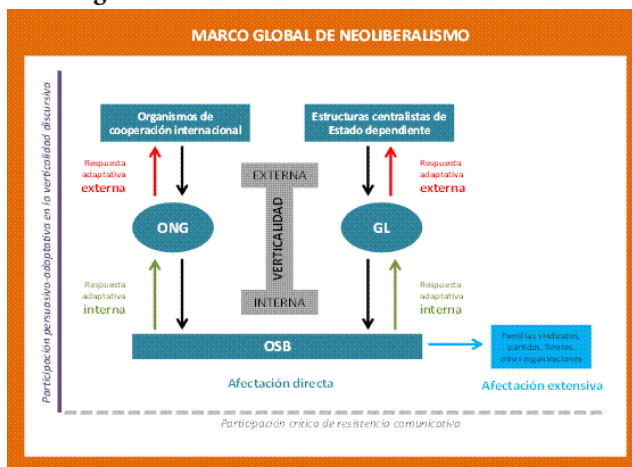 MARCO GLOBAL DE NEOLIBERALISMO
Participación persuasivo-adaptativa en la verticalidad discursiva
Organismos de
cooperación internacional
Estructuras centralistas de
Estado dependiente
Respuesta
adaptativa
externa
EXTERNA
Respuesta
adaptativa
externa
ONG
VERTICALIDAD
GL
Respuesta
adaptativa
interna
INTERNA
Respuesta
adaptativa
interna
OSB
Familias, sindicatos,
partidos, frentes,
otras organizaciones
Afectación directa
Afectación extensiva
Participación crítica de resistencia comunicativa